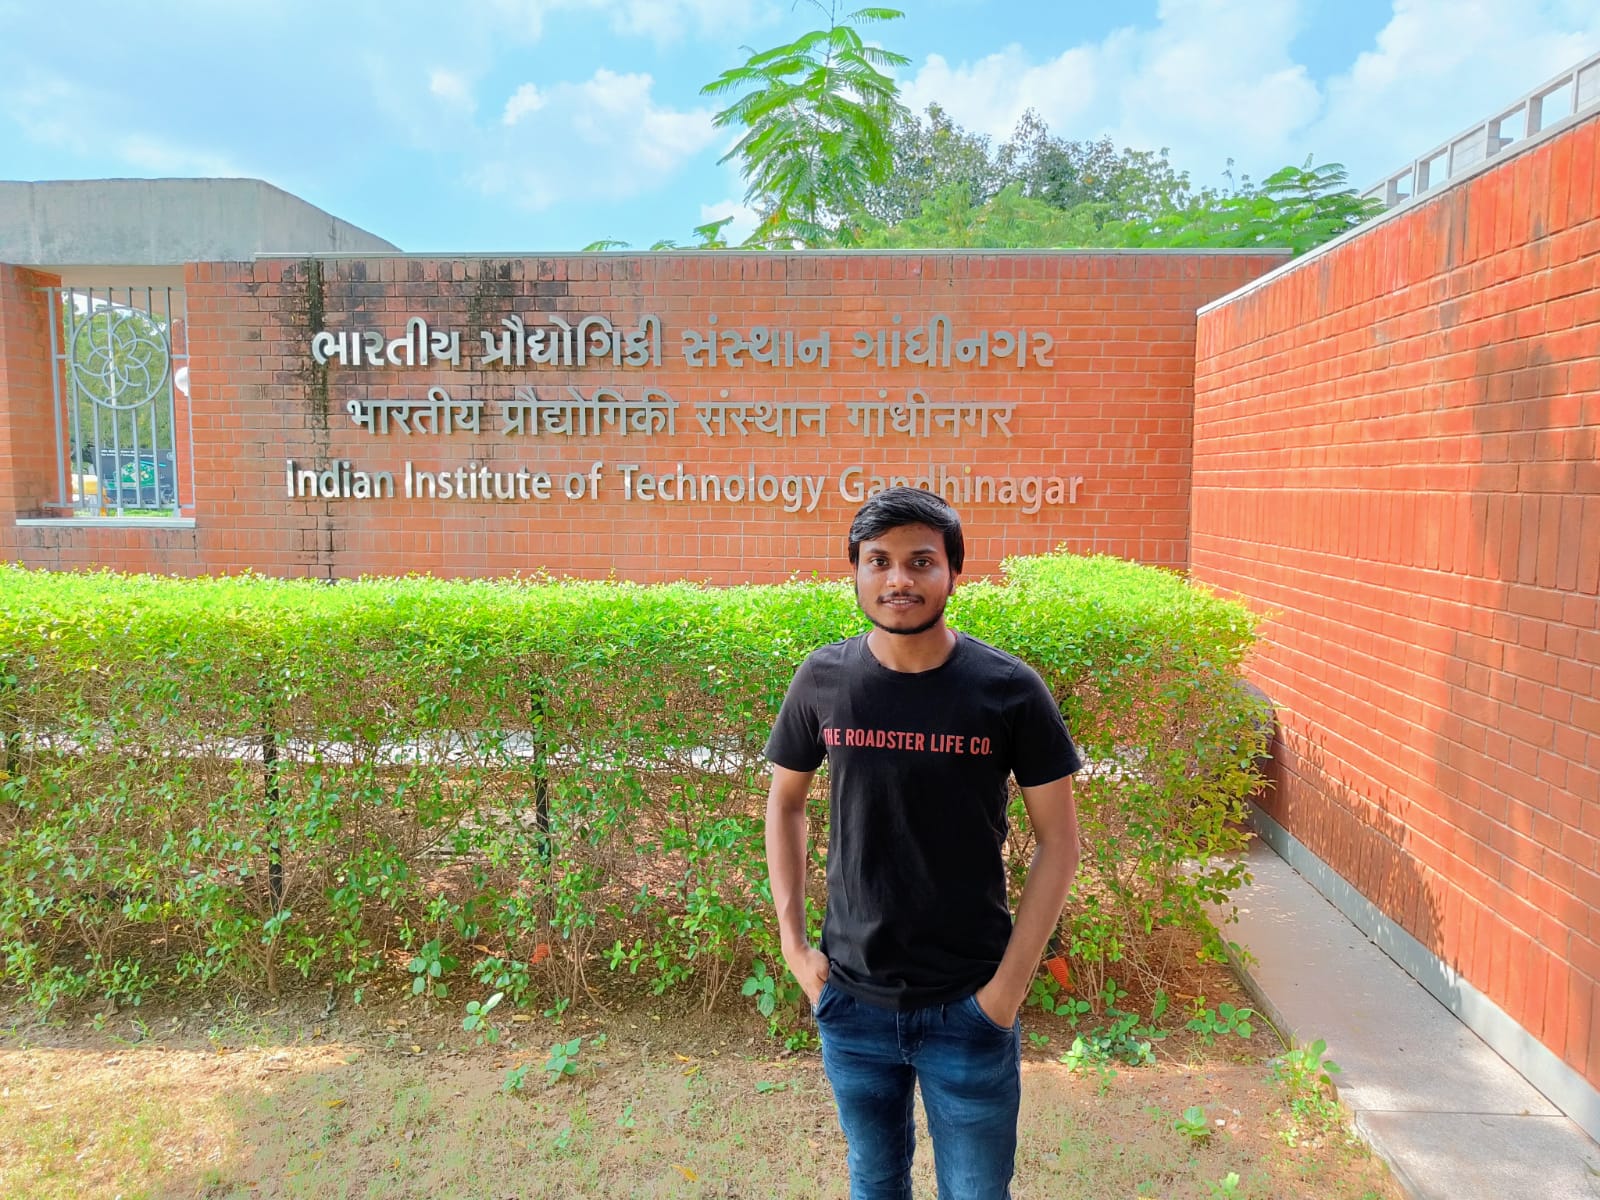 ભારતીય પ્રૌદ્યોગિકી સંસ્થાન ગાંધીનગર
भारतीय प्रौद्योगिकी संस्थान गांधीनगर
Indian Institute of Technology Gandhinagar
THE ROADSTER LIFE CO.